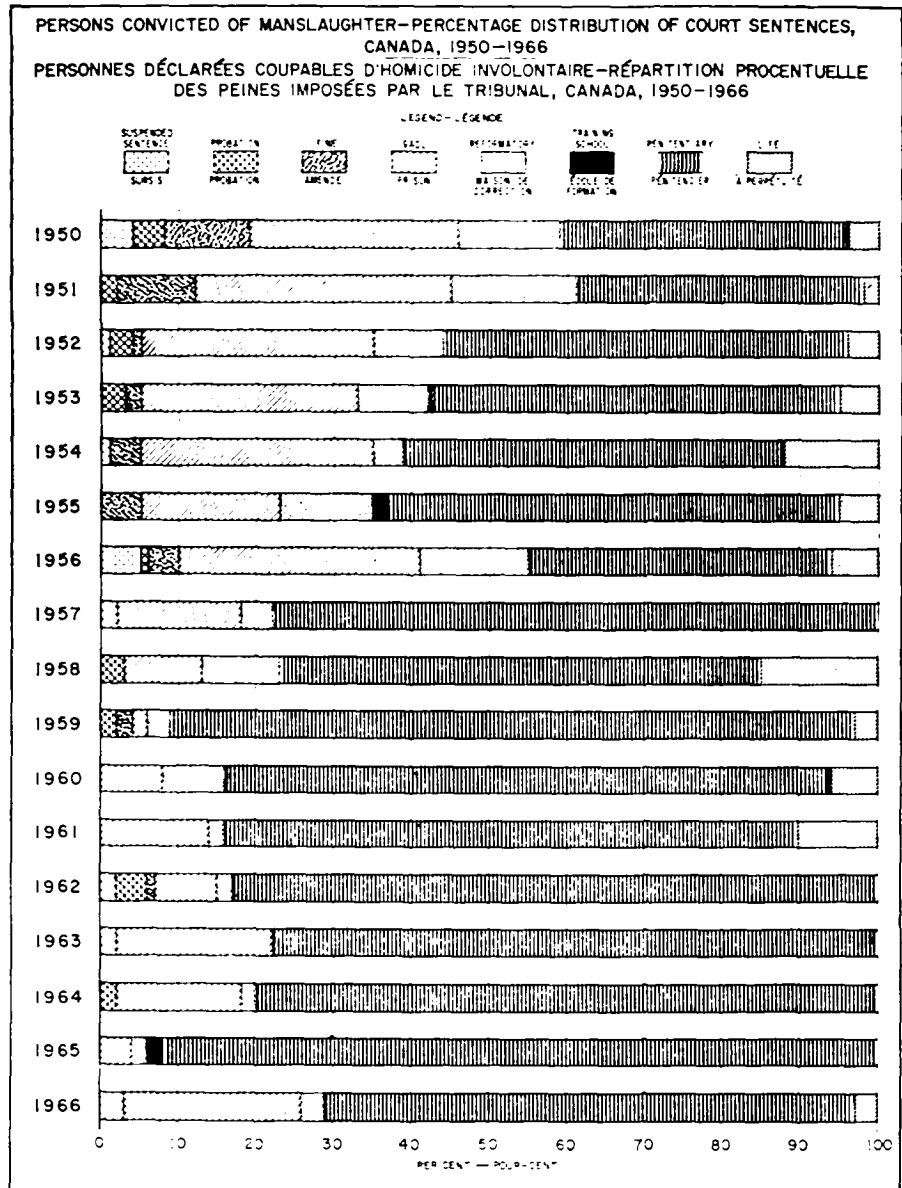 PERSONS CONVICTED OF MANSLAUGHTER—PERCENTAGE DISTRIBUTION OF COURT SENTENCES,
CANADA, 1950—1966
PERSONNES DÉCLARÉES COUPABLES D'HOMICIDE INVOLONTAIRE—RÉPARTITION PROCENTUELLE
DES PEINES IMPOSÉES PAR LE TRIBUNAL, CANADA, 1950—1966
LEGEND—LÉGENDE
SUSPENDED SENTENCE PROBATION FINE GAOL REFORMATORY TRAINING SCHOOL PENITENTIARY LIFE
SURSIS PROBATION AMENDE PRISON MAISON DE CORRECTION ÉCOLE DE FORMATION PÉNITENCIER À PERPÉTUITÉ
1950
1951
1952
1953
1954
1955
1956
1957
1958
1959
1960
1961
1962
1963
1964
1965
1966
0 10 20 30 40 50 60 70 80 90 100
PER CENT — POUR-CENT